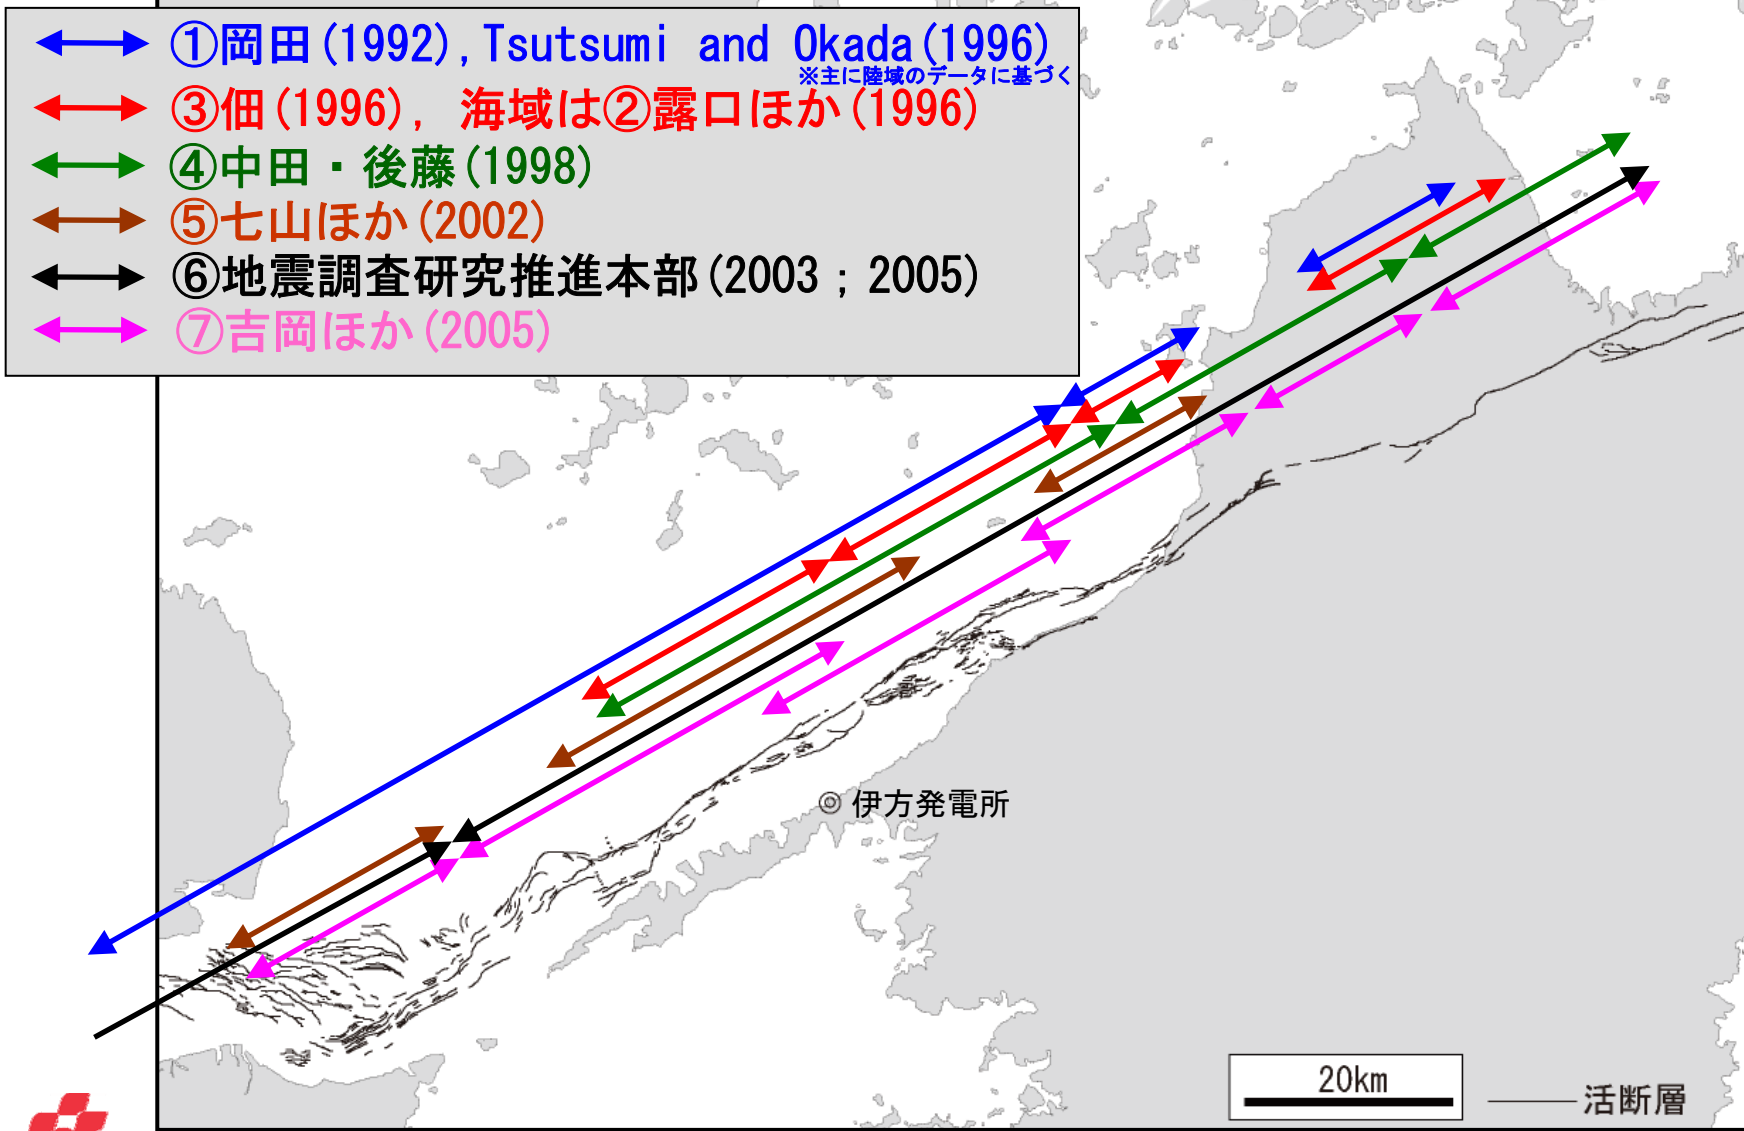 ①岡田(1992),Tsutsumi and Okada(1996)
※主に陸域のデータに基づく
③佃(1996), 海域は②露口ほか(1996)
④中田・後藤(1998)
⑤七山ほか(2002)
⑥地震調査研究推進本部(2003；2005)
⑦吉岡ほか(2005)
伊方発電所
20km
活断層